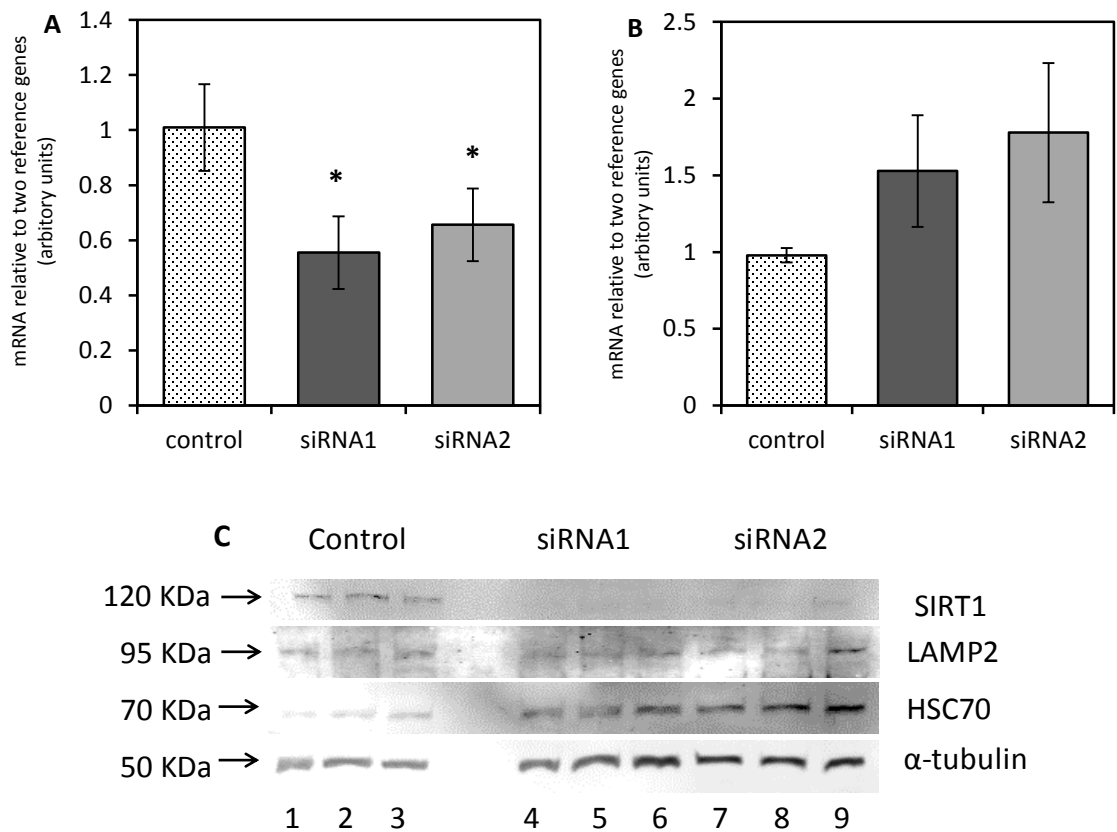 A
mRNA relative to two reference genes
(arbitory units)
1.4
1.2
1
0.8
0.6
0.4
0.2
0
*
*
control
siRNA1
siRNA2
B
mRNA relative to two reference genes
(arbitory units)
2.5
2
1.5
1
0.5
0
control
siRNA1
siRNA2
C
Control siRNA1 siRNA2
120 KDa SIRT1
95 KDa LAMP2
70 KDa HSC70
50 KDa α-tubulin
1 2 3 4 5 6 7 8 9